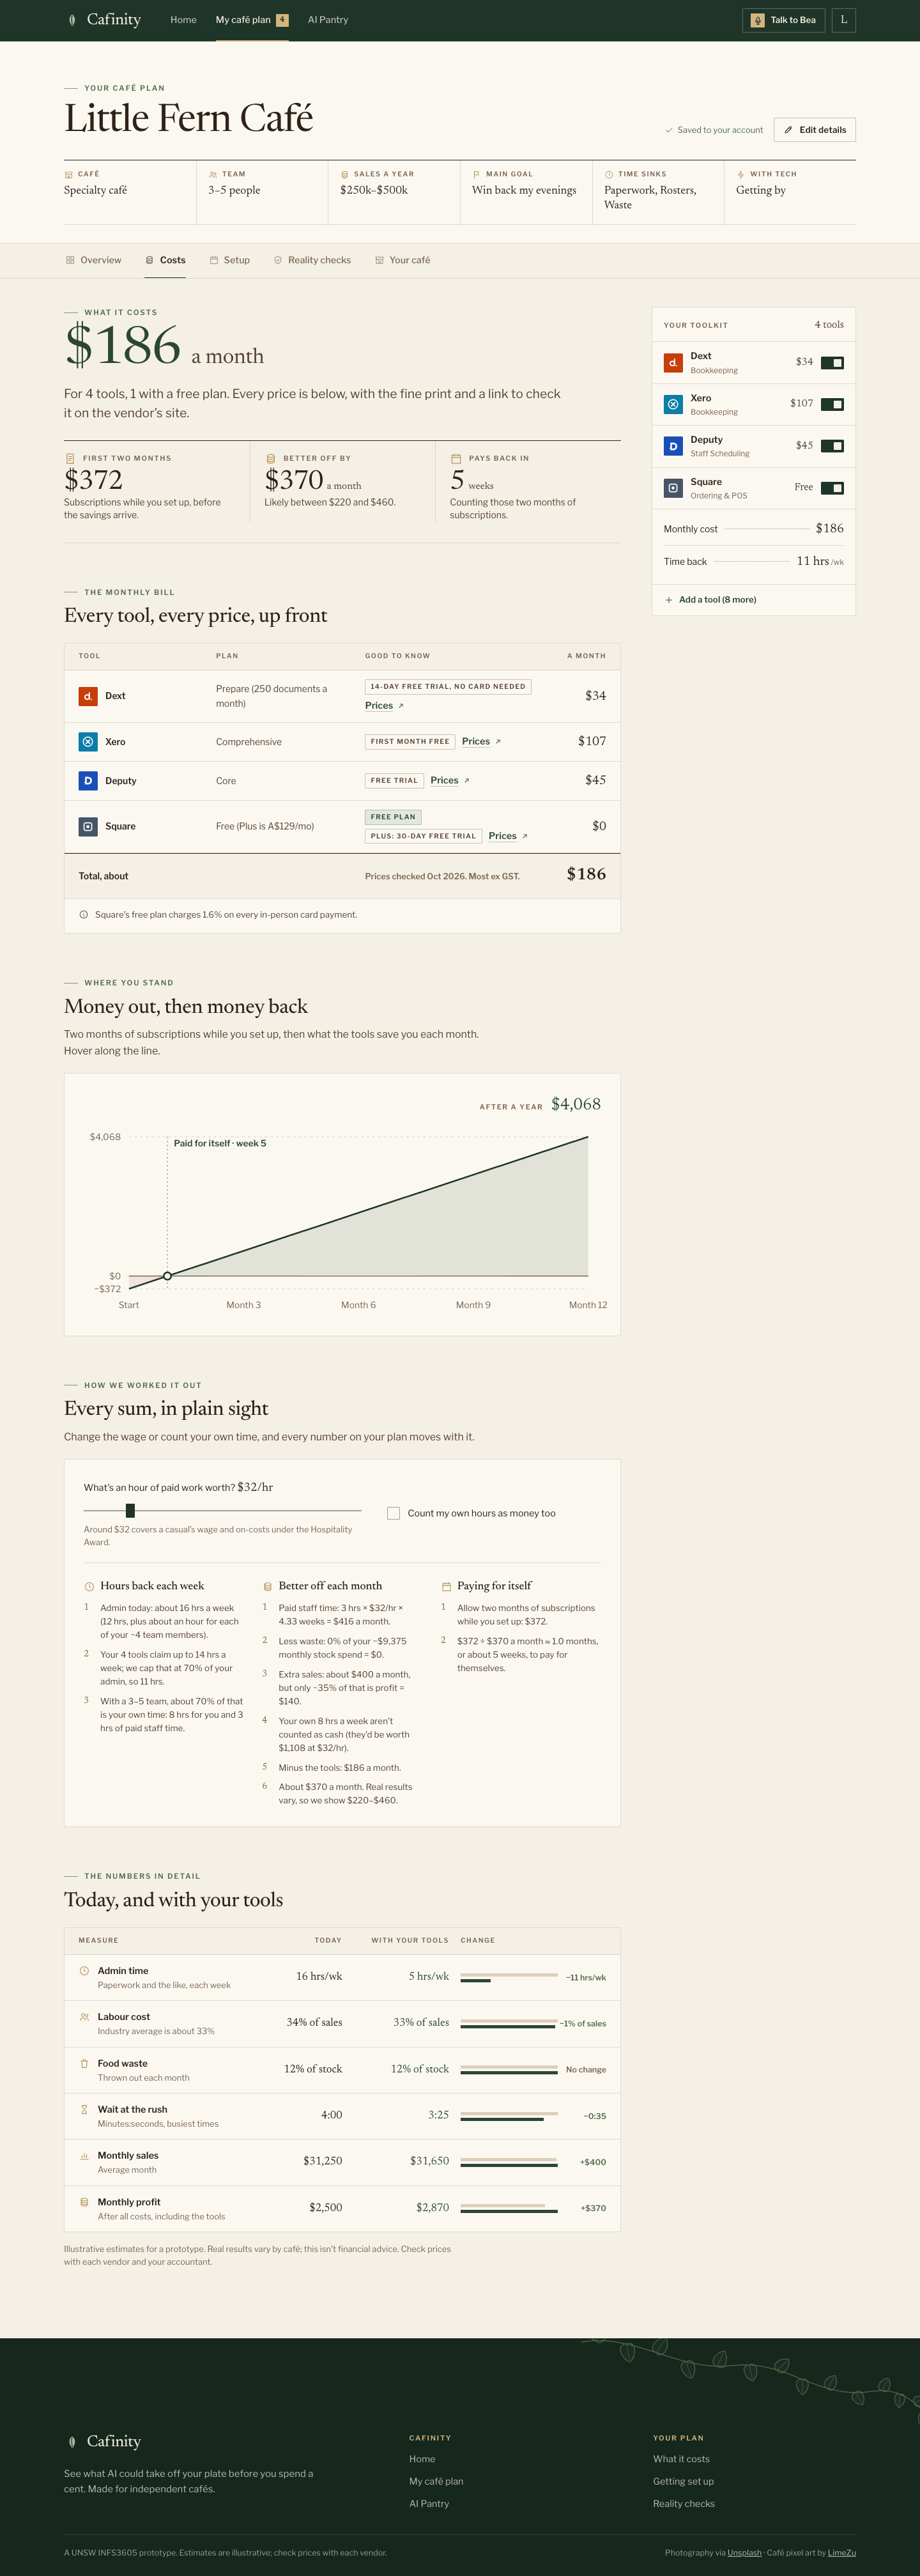 Cafinity
Home
My café plan 4
AI Pantry
Talk to Bea
L
YOUR CAFÉ PLAN
Little Fern Café
Saved to your account
Edit details
CAFÉ
Specialty café
TEAM
3–5 people
SALES A YEAR
$250k–$500k
MAIN GOAL
Win back my evenings
TIME SINKS
Paperwork, Rosters,
Waste
WITH TECH
Getting by
Overview
Costs
Setup
Reality checks
Your café
WHAT IT COSTS
$186 a month
For 4 tools, 1 with a free plan. Every price is below, with the fine print and a link to check
it on the vendor's site.
FIRST TWO MONTHS
$372
Subscriptions while you set up, before
the savings arrive.
BETTER OFF BY
$370 a month
Likely between $220 and $460.
PAYS BACK IN
5 weeks
Counting those two months of
subscriptions.
YOUR TOOLKIT
4 tools
Dext
Bookkeeping
$34
Xero
Bookkeeping
$107
Deputy
Staff Scheduling
$45
Square
Ordering & POS
Free
Monthly cost $186
Time back 11 hrs /wk
+ Add a tool (8 more)
THE MONTHLY BILL
Every tool, every price, up front
TOOL PLAN GOOD TO KNOW A MONTH
d. Dext
Prepare (250 documents a
month)
14-DAY FREE TRIAL, NO CARD NEEDED
Prices ↗
$34
Xero Comprehensive FIRST MONTH FREE Prices ↗ $107
D Deputy Core FREE TRIAL Prices ↗ $45
Square Free (Plus is A$129/mo)
FREE PLAN
PLUS: 30-DAY FREE TRIAL Prices ↗
$0
Total, about Prices checked Oct 2026. Most ex GST. $186
Square's free plan charges 1.6% on every in-person card payment.
WHERE YOU STAND
Money out, then money back
Two months of subscriptions while you set up, then what the tools save you each month.
Hover along the line.
AFTER A YEAR $4,068
$4,068
Paid for itself · week 5
$0
−$372
Start Month 3 Month 6 Month 9 Month 12
HOW WE WORKED IT OUT
Every sum, in plain sight
Change the wage or count your own time, and every number on your plan moves with it.
What's an hour of paid work worth? $32/hr
Around $32 covers a casual's wage and on-costs under the Hospitality
Award.
Count my own hours as money too
Hours back each week
1 Admin today: about 16 hrs a week
(12 hrs, plus about an hour for each
of your ~4 team members).
2 Your 4 tools claim up to 14 hrs a
week; we cap that at 70% of your
admin, so 11 hrs.
3 With a 3–5 team, about 70% of that
is your own time: 8 hrs for you and 3
hrs of paid staff time.
Better off each month
1 Paid staff time: 3 hrs × $32/hr ×
4.33 weeks = $416 a month.
2 Less waste: 0% of your ~$9,375
monthly stock spend = $0.
3 Extra sales: about $400 a month,
but only ~35% of that is profit =
$140.
4 Your own 8 hrs a week aren't
counted as cash (they'd be worth
$1,108 at $32/hr).
5 Minus the tools: $186 a month.
6 About $370 a month. Real results
vary, so we show $220–$460.
Paying for itself
1 Allow two months of subscriptions
while you set up: $372.
2 $372 ÷ $370 a month ≈ 1.0 months,
or about 5 weeks, to pay for
themselves.
THE NUMBERS IN DETAIL
Today, and with your tools
MEASURE TODAY WITH YOUR TOOLS CHANGE
Admin time
Paperwork and the like, each week
16 hrs/wk 5 hrs/wk −11 hrs/wk
Labour cost
Industry average is about 33%
34% of sales 33% of sales −1% of sales
Food waste
Thrown out each month
12% of stock 12% of stock No change
Wait at the rush
Minutes:seconds, busiest times
4:00 3:25 −0:35
Monthly sales
Average month
$31,250 $31,650 +$400
Monthly profit
After all costs, including the tools
$2,500 $2,870 +$370
Illustrative estimates for a prototype. Real results vary by café; this isn't financial advice. Check prices
with each vendor and your accountant.
Cafinity
See what AI could take off your plate before you spend a
cent. Made for independent cafés.
CAFINITY
Home
My café plan
AI Pantry
YOUR PLAN
What it costs
Getting set up
Reality checks
A UNSW INFS3605 prototype. Estimates are illustrative; check prices with each vendor.
Photography via Unsplash · Café pixel art by LimeZu